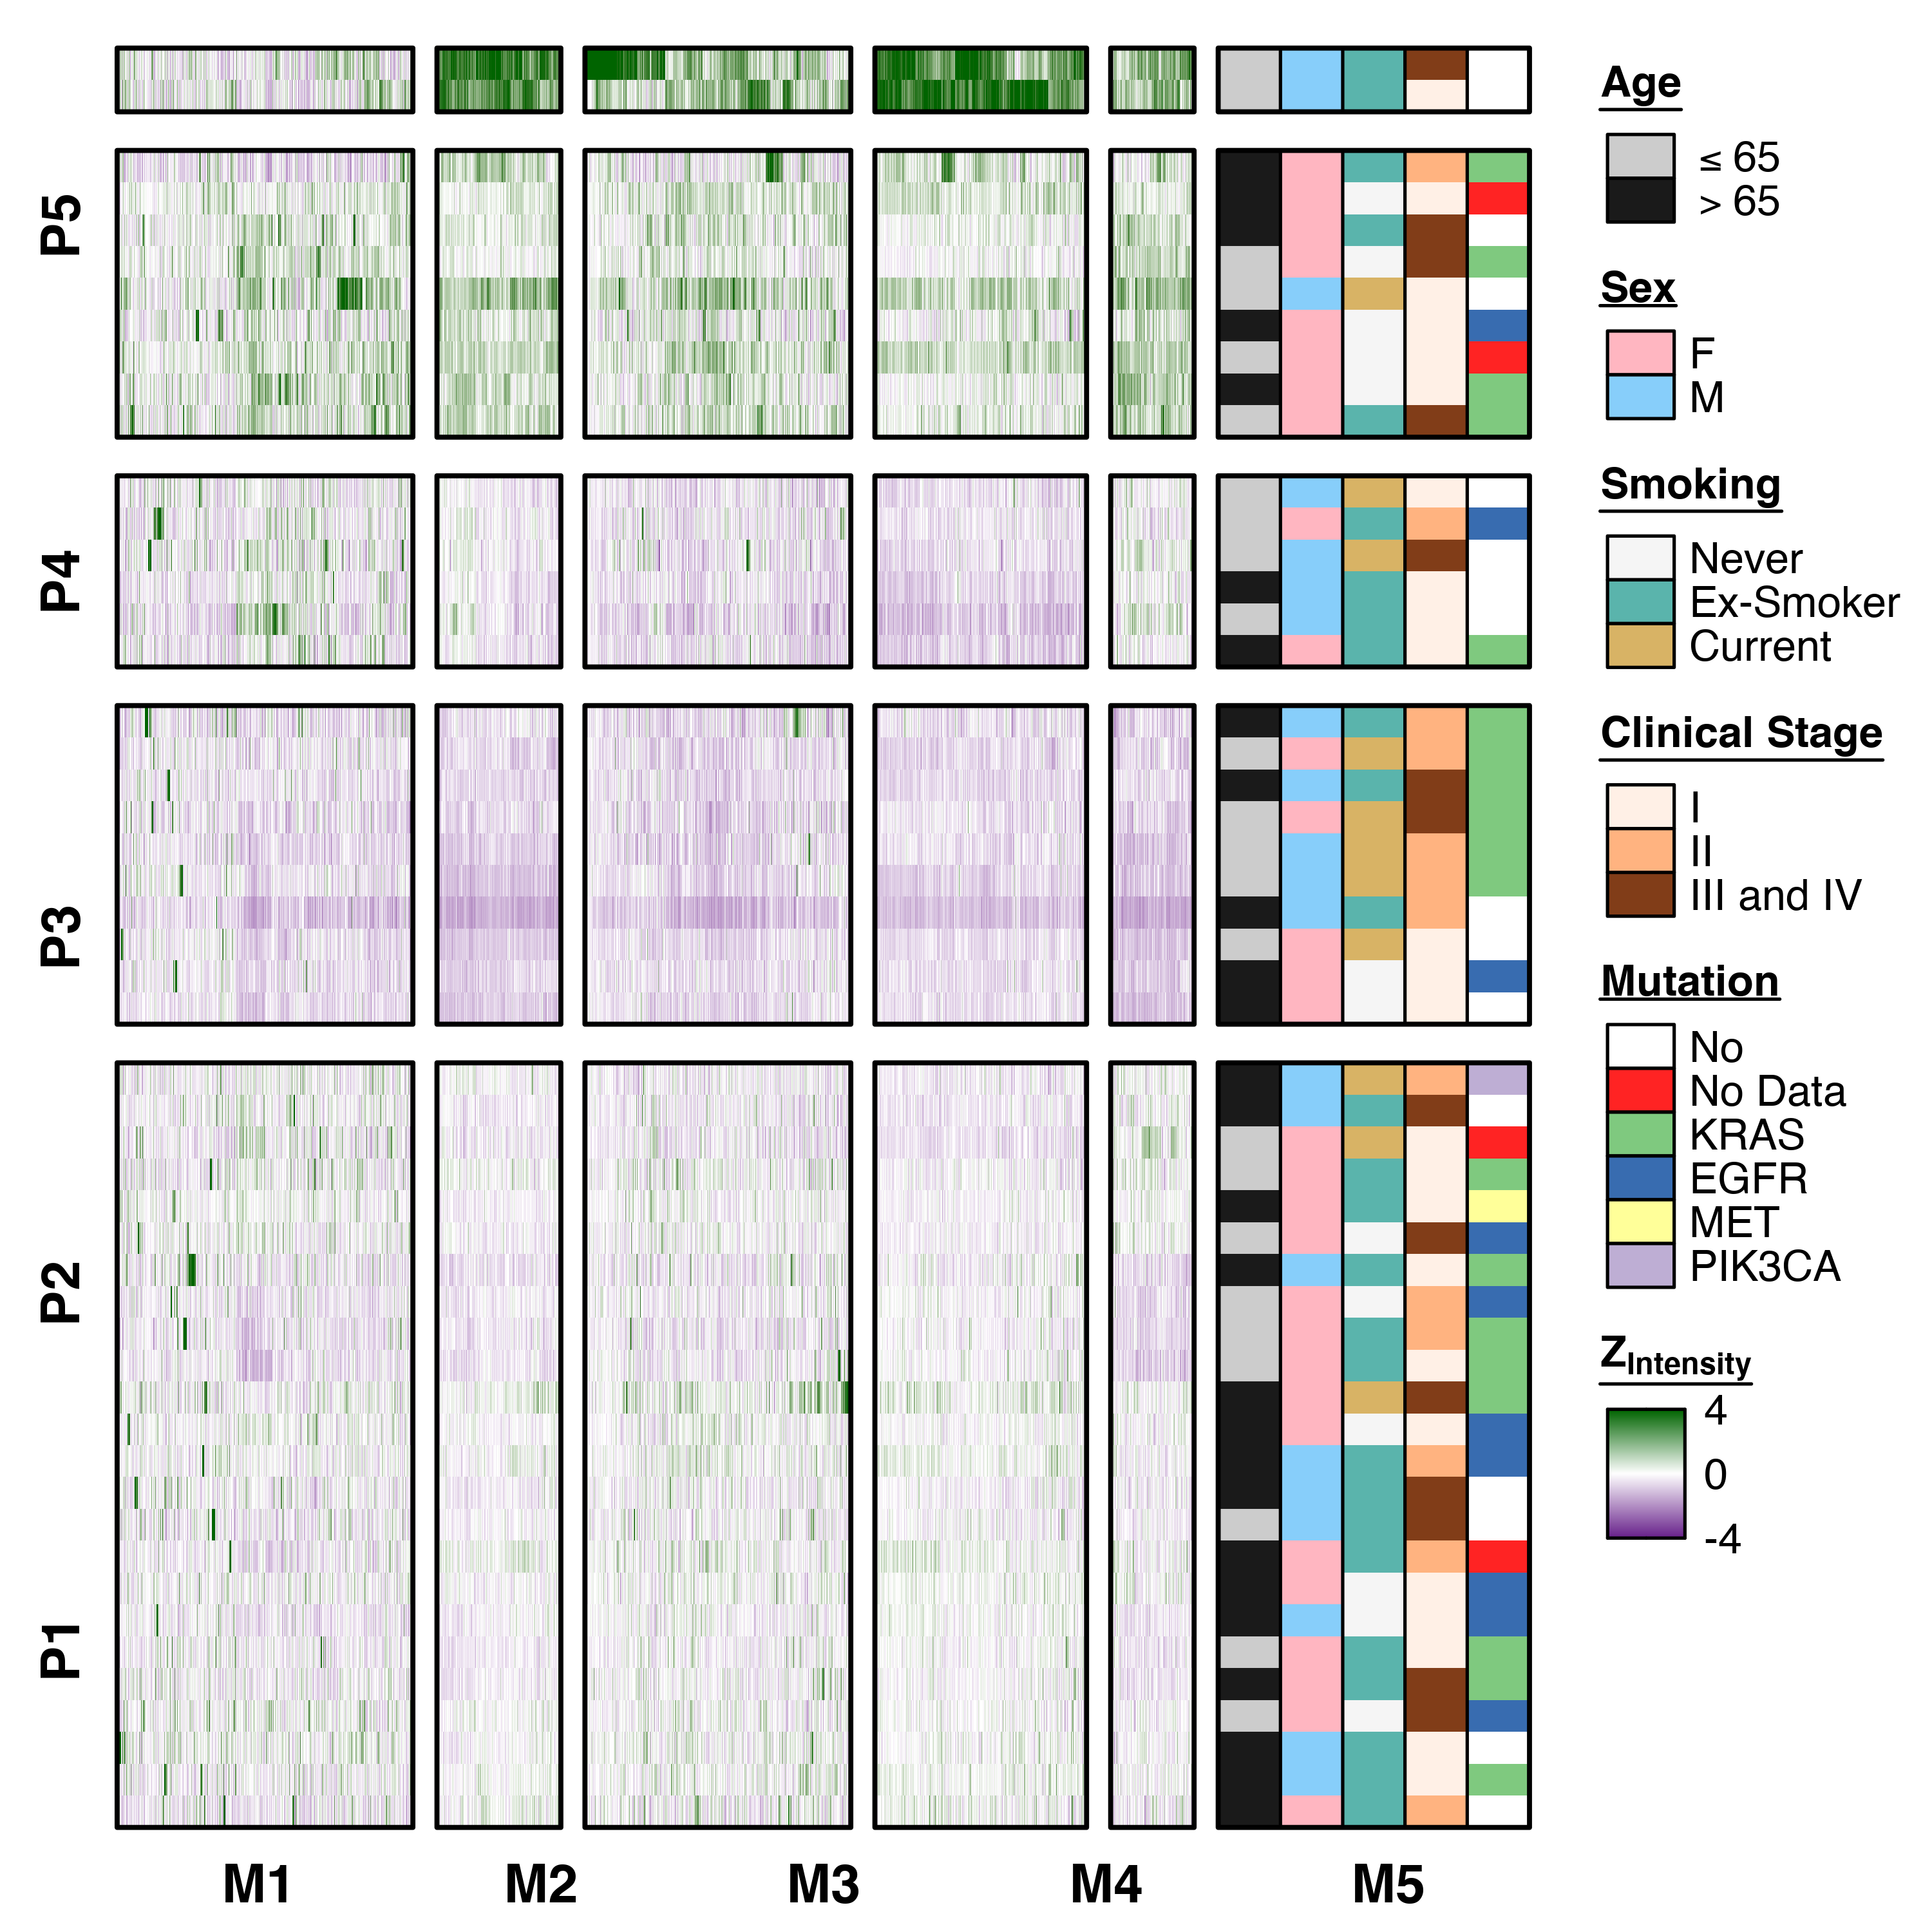 P5
P4
P3
P2
P1
M1 M2 M3 M4 M5
Age
≤ 65
> 65
Sex
F
M
Smoking
Never
Ex-Smoker
Current
Clinical Stage
I
II
III and IV
Mutation
No
No Data
KRAS
EGFR
MET
PIK3CA
ZIntensity
4
0
-4